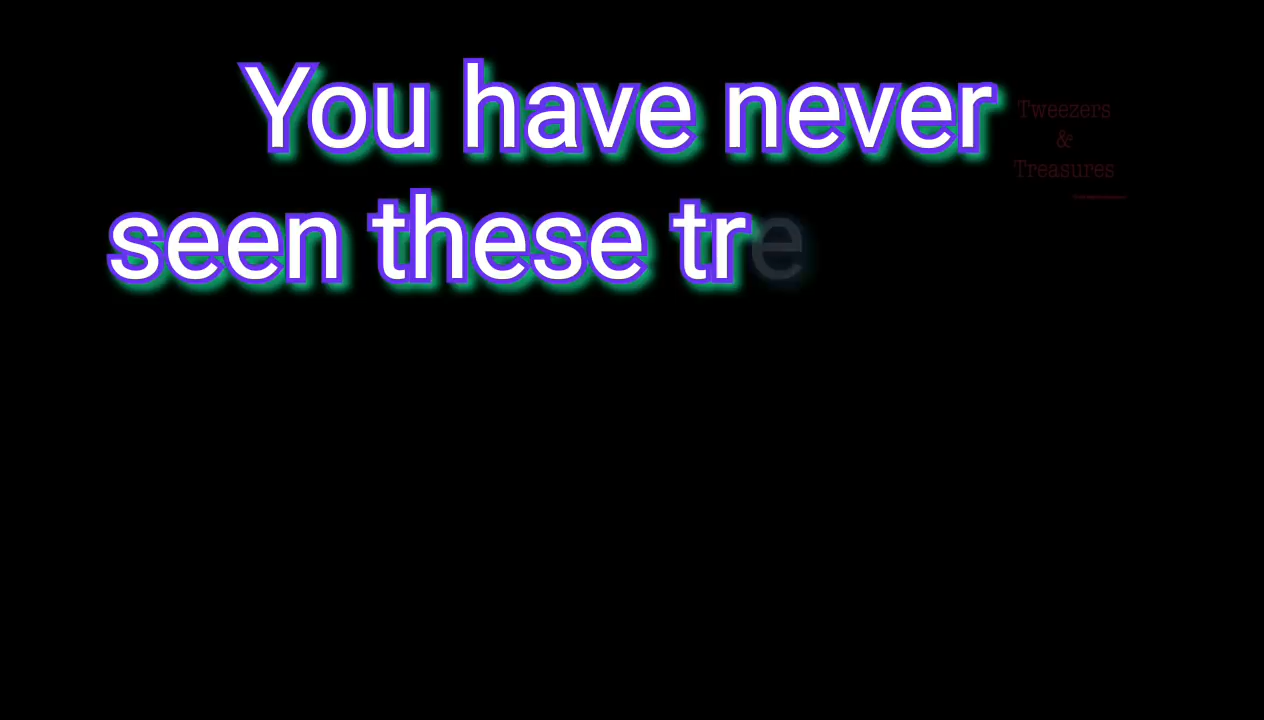 You have never
seen these tre
Tweezers
&
Treasures